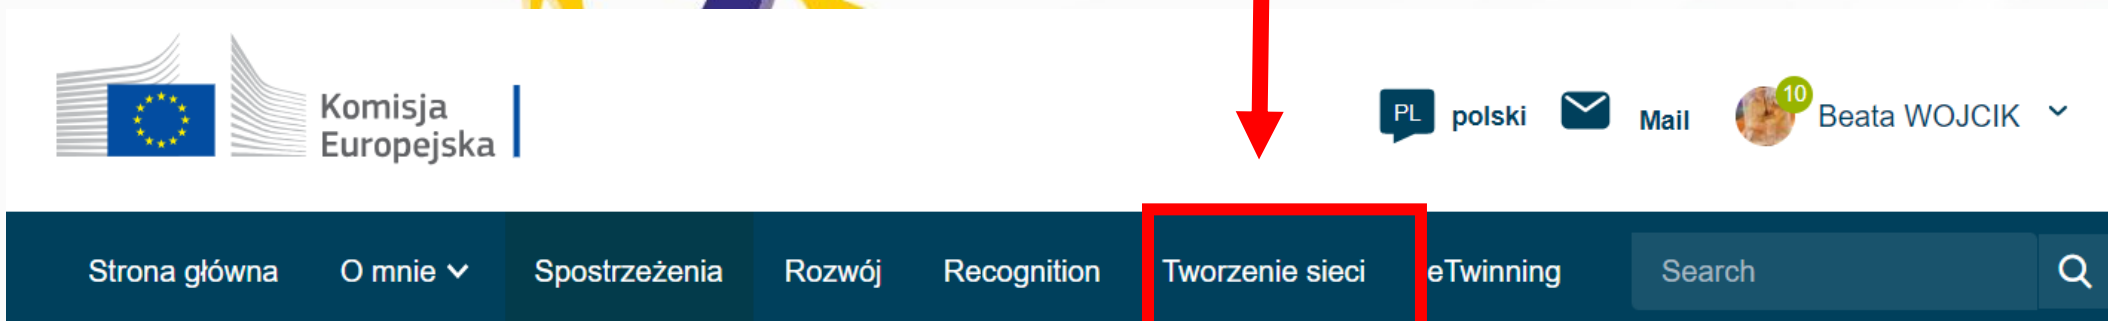 Komisja
Europejska
PL polski Mail 10 Beata WOJCIK
Strona główna O mnie Spostrzeżenia Rozwój Recognition Tworzenie sieci eTwinning Search